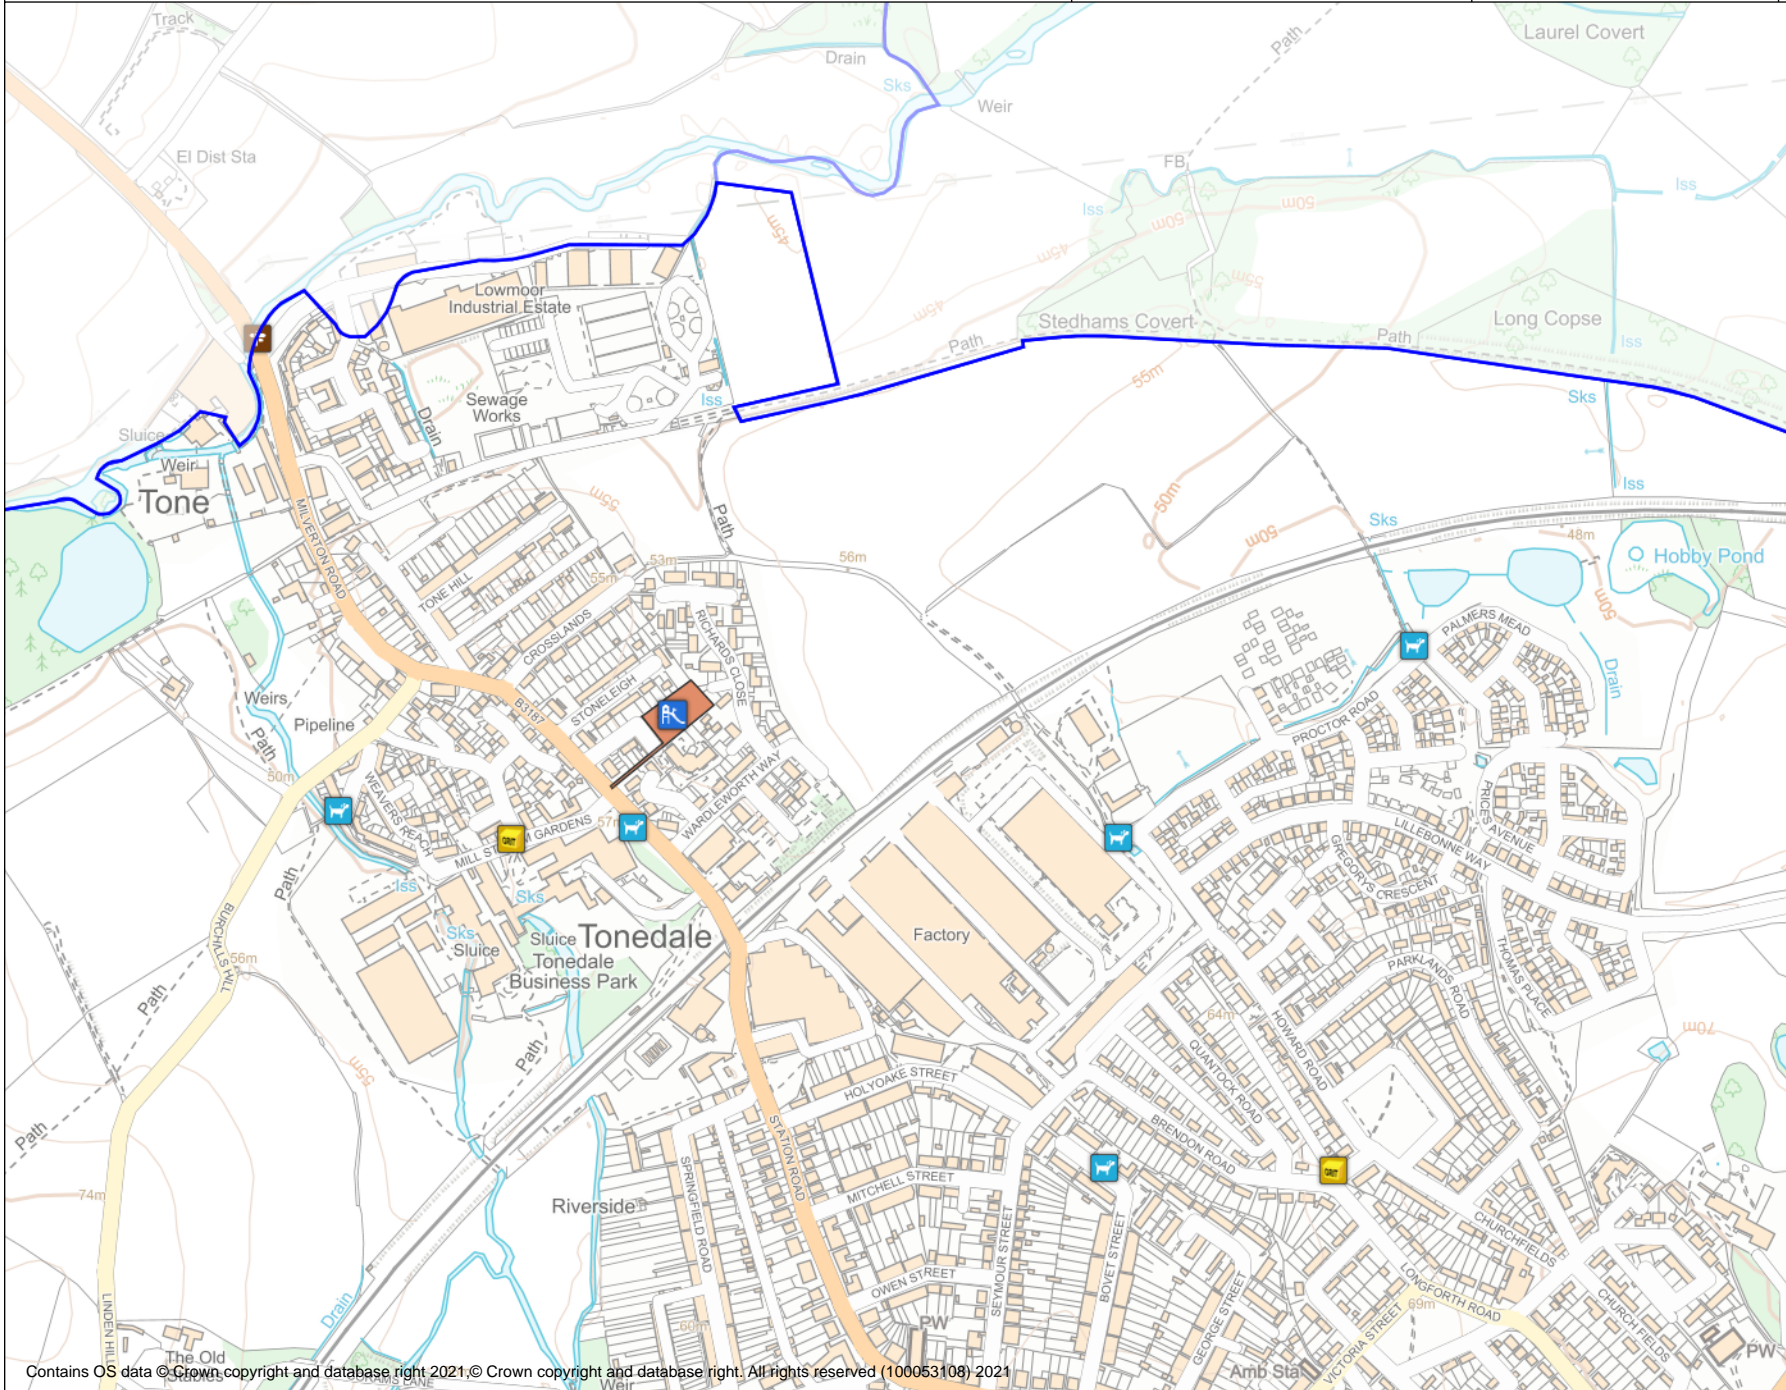 Track
Drain
Sks
Weir
Path
Laurel Covert
El Dist Sta
FB
Iss
Iss
50m
50m
45m
45m
55m
45m
Lowmoor
Industrial Estate
Stedhams Covert
Long Copse
Path
Path
Iss
55m
Sewage
Works
Iss
Sks
Drain
Sluice
Weir
Tone
MILVERTON ROAD
55m
Path
50m
50m
Sks
Iss
48m
Hobby Pond
50m
53m
56m
55m
TONE HILL
CROSSLANDS
RICHARDS CLOSE
PALMERS MEAD
Drain
STONELEIGH
B3187
Weirs
Pipeline
Path
50m
PROCTOR ROAD
WARDLEWORTH WAY
WEAVERS REACH
57m
PRICES AVENUE
LILLEBONNE WAY
GREGORYS CRESCENT
Path
Iss
Sks
BURCHILLS HILL
Sks
Sluice
Sluice
Tonedale
Tonedale
Business Park
Factory
56m
Path
PARKLANDS ROAD
THOMAS PLACE
64m
HOWARD ROAD
70m
Path
55m
QUANTOCK ROAD
HOLYOAKE STREET
Path
STATION ROAD
BRENDON ROAD
SPRINGFIELD ROAD
MITCHELL STREET
74m
Riverside
SEYMOUR STREET
BOVET STREET
CHURCHFIELDS
LONGFORTH ROAD
OWEN STREET
GEORGE STREET
69m
CHURCH FIELDS
LINDEN HILL
Drain
60m
PW
VICTORIA STREET
PW
The Old
Stables
Amb Sta
Weir
Contains OS data © Crown copyright and database right 2021,© Crown copyright and database right. All rights reserved (100053108) 2021